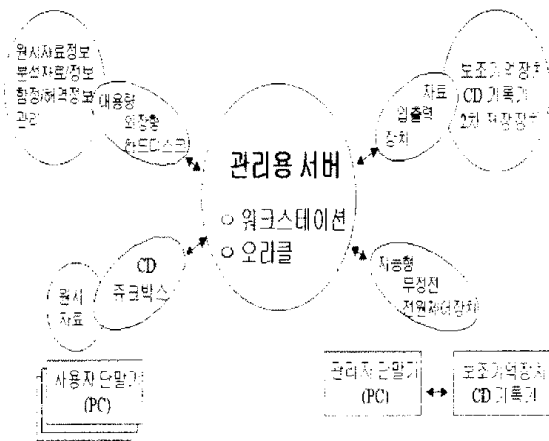 원시자료정보
분석자료/정보
항정/해역정보
관리
대용량
외장형
하드디스크
관리용 서버
워크스테이션
오라클
자료
입출력
장치
보조기억장치
CD 기록기
2차 저장장치
CD
쥬크박스
원시
자료
지능형
무정전
전원제어장치
사용자 단말기
(PC)
관리자 단말기
(PC)
보조기억장치
CD 기록기